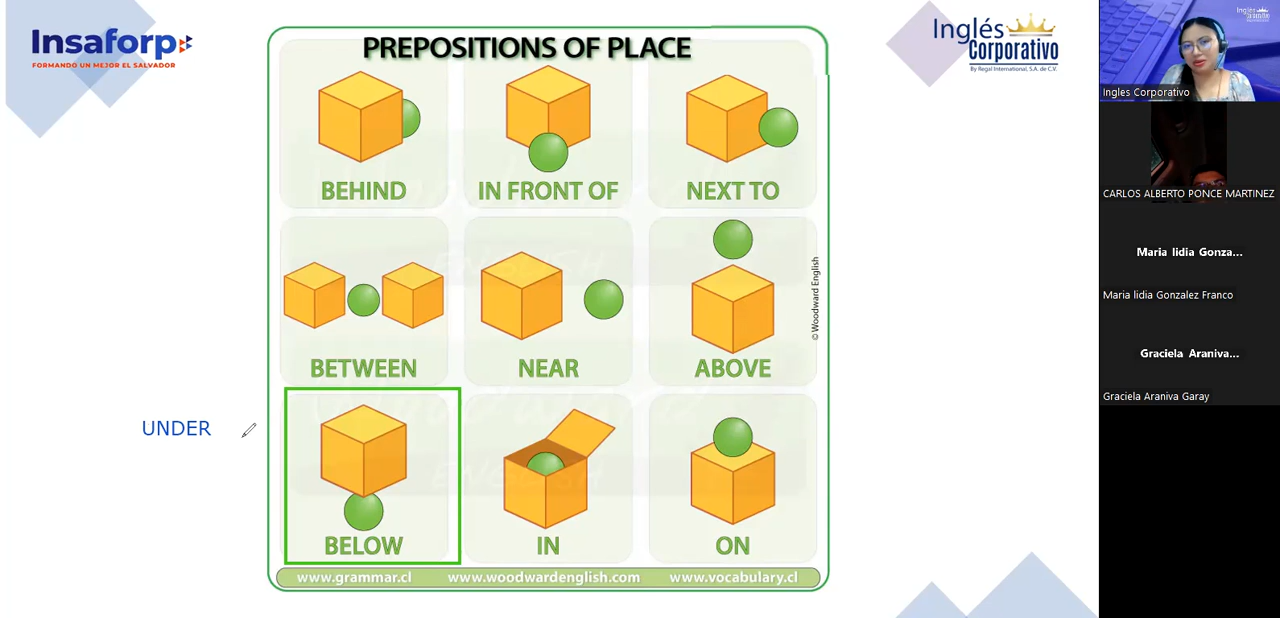 Insaforp
FORMANDO UN MEJOR EL SALVADOR
PREPOSITIONS OF PLACE
Inglés
Corporativo
By Regal International, S.A. de C.V.
BEHIND
IN FRONT OF
NEXT TO
BETWEEN
NEAR
ABOVE
© Woodward English
UNDER
BELOW
IN
ON
www.grammar.cl
www.woodwardenglish.com
www.vocabulary.cl
Ingles Corporativo
CARLOS ALBERTO PONCE MARTINEZ
Maria lidia Gonza...
Maria lidia Gonzalez Franco
Graciela Araniva...
Graciela Araniva Garay